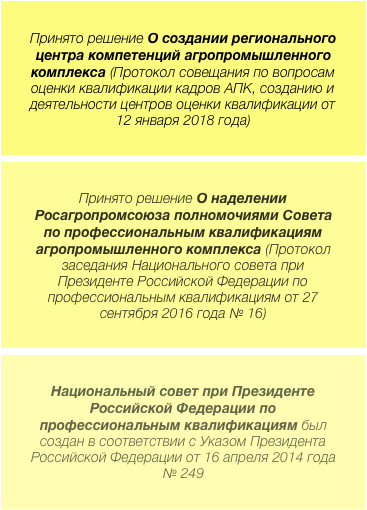 Принято решение О создании регионального
центра компетенций агропромышленного
комплекса (Протокол совещания по вопросам
оценки квалификации кадров АПК, созданию и
деятельности центров оценки квалификации от
12 января 2018 года)
Принято решение О наделении
Росагропромсоюза полномочиями Совета
по профессиональным квалификациям
агропромышленного комплекса (Протокол
заседания Национального совета при
Президенте Российской Федерации по
профессиональным квалификациям от 27
сентября 2016 года № 16)
Национальный совет при Президенте
Российской Федерации по
профессиональным квалификациям был
создан в соответствии с Указом Президента
Российской Федерации от 16 апреля 2014 года
№ 249